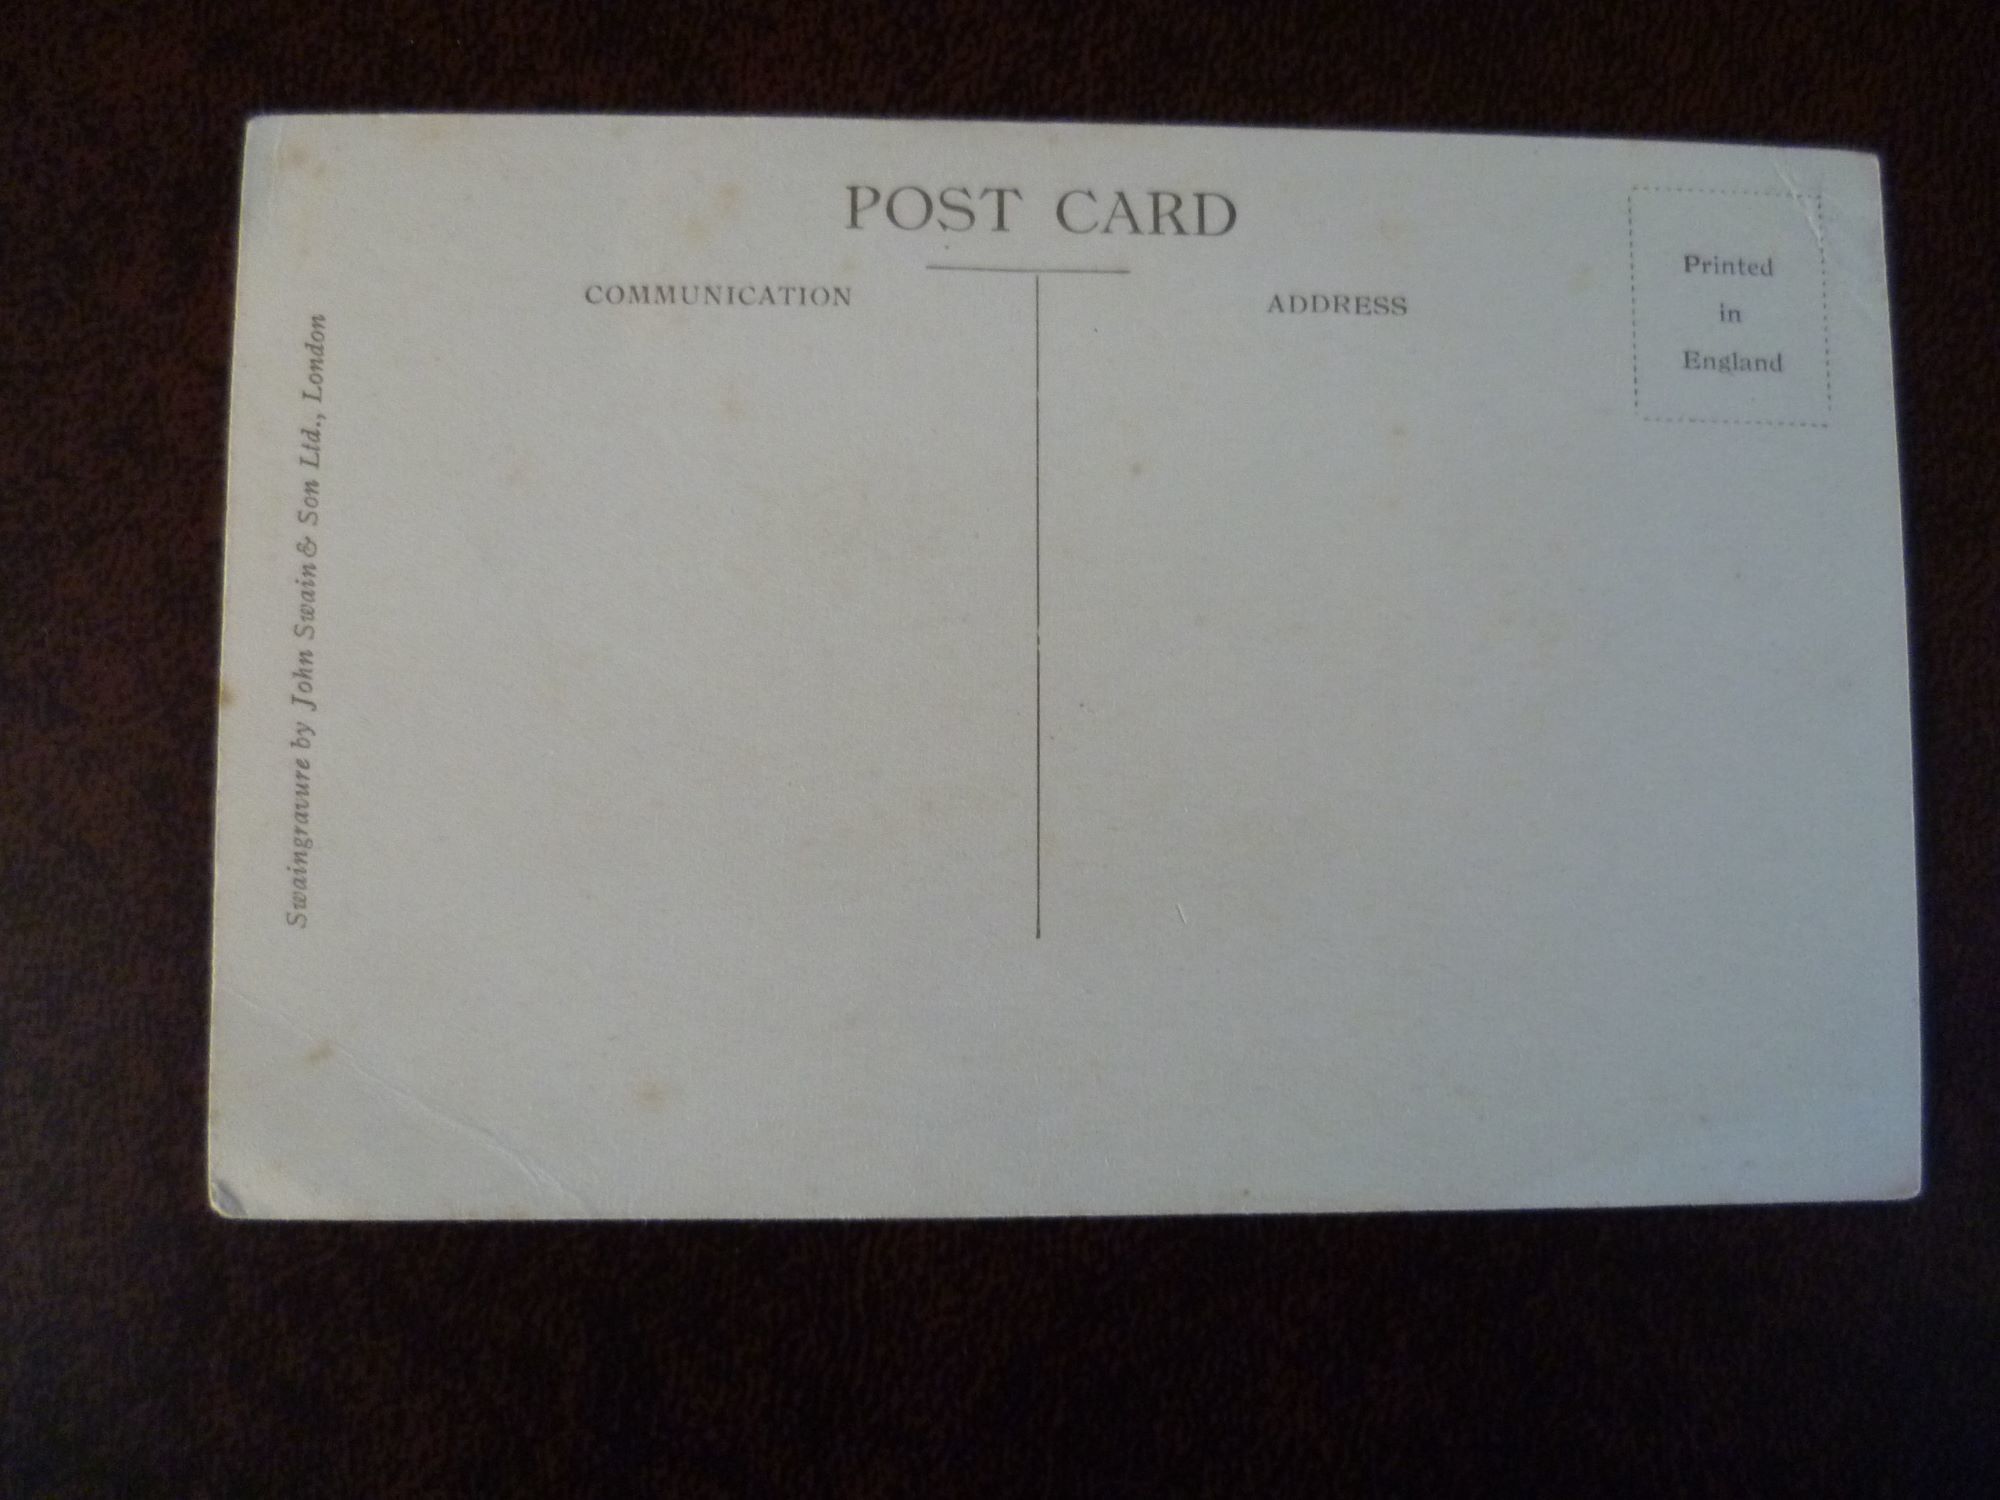 POST CARD
COMMUNICATION
ADDRESS
Printed
in
England
Swaingravure by John Swain & Son Ltd., London